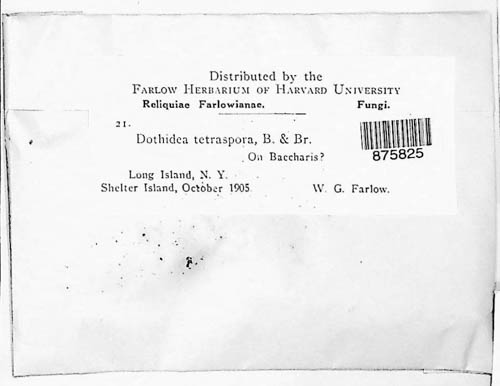 Distributed by the
FARLOW HERBARIUM OF HARVARD UNIVERSITY
Reliquiae Farlowianae. Fungi.
21.
Dothidea tetraspora, B. & Br.
On Baccharis?
875825
Long Island, N. Y.
Shelter Island, October 1905. W. G. Farlow.